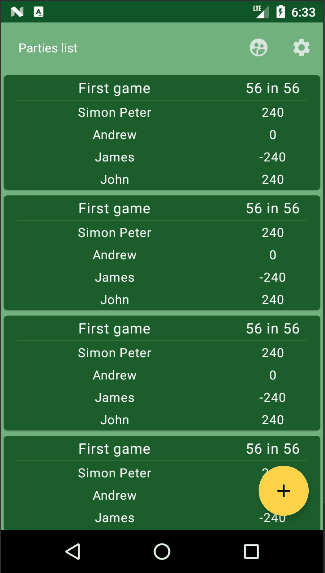 LTE 6:33
Parties list
First game 56 in 56
Simon Peter 240
Andrew 0
James -240
John 240
First game 56 in 56
Simon Peter 240
Andrew 0
James -240
John 240
First game 56 in 56
Simon Peter 240
Andrew 0
James -240
John 240
First game 56 in 56
Simon Peter
Andrew
James -240